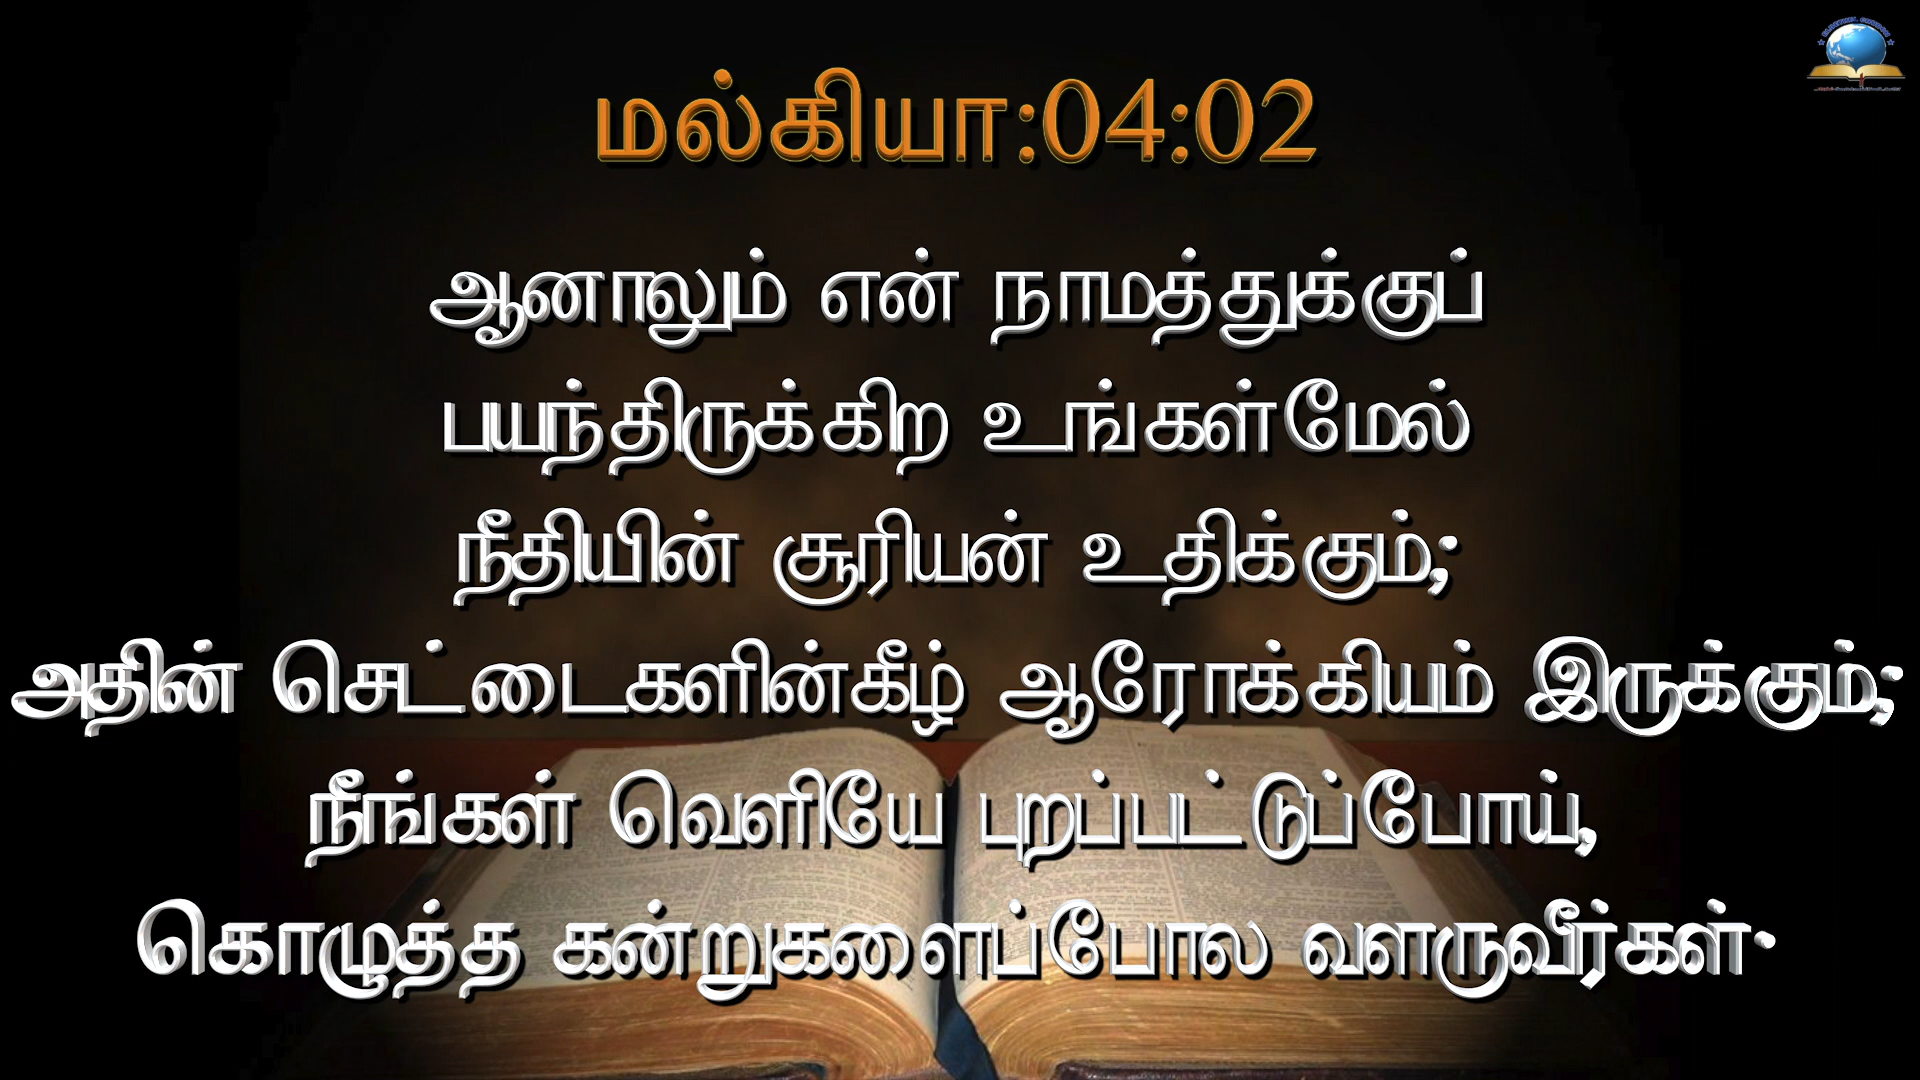 மல்கியா:04:02
ஆனாலும் என் நாமத்துக்குப்
பயந்திருக்கிற உங்கள்மேல்
நீதியின் சூரியன் உதிக்கும்;
அதின் செட்டைகளின்கீழ் ஆரோக்கியம் இருக்கும்;
நீங்கள் வெளியே புறப்பட்டுப்போய்,
கொழுத்த கன்றுகளைப்போல வளருவீர்கள்.